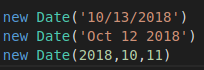 new Date('10/13/2018')
new Date('Oct 12 2018')
new Date(2018,10,11)